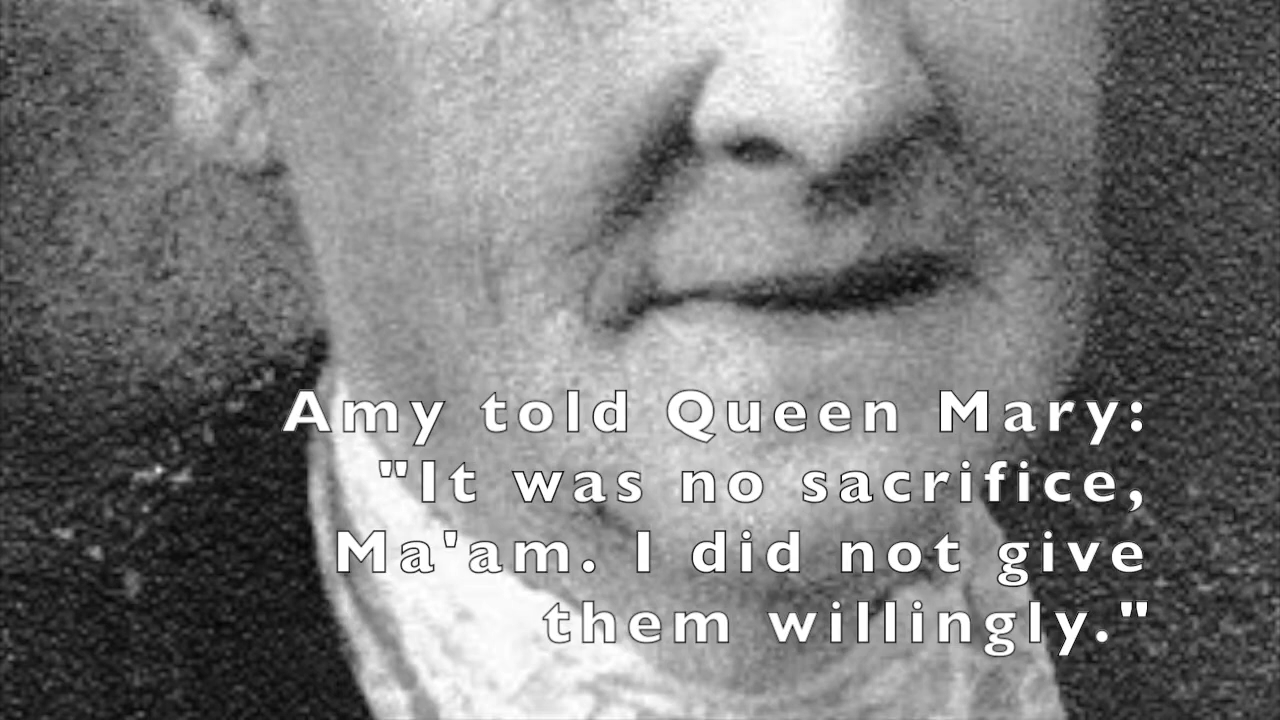 Amy told Queen Mary:
"It was no sacrifice,
Ma'am. I did not give
them willingly."